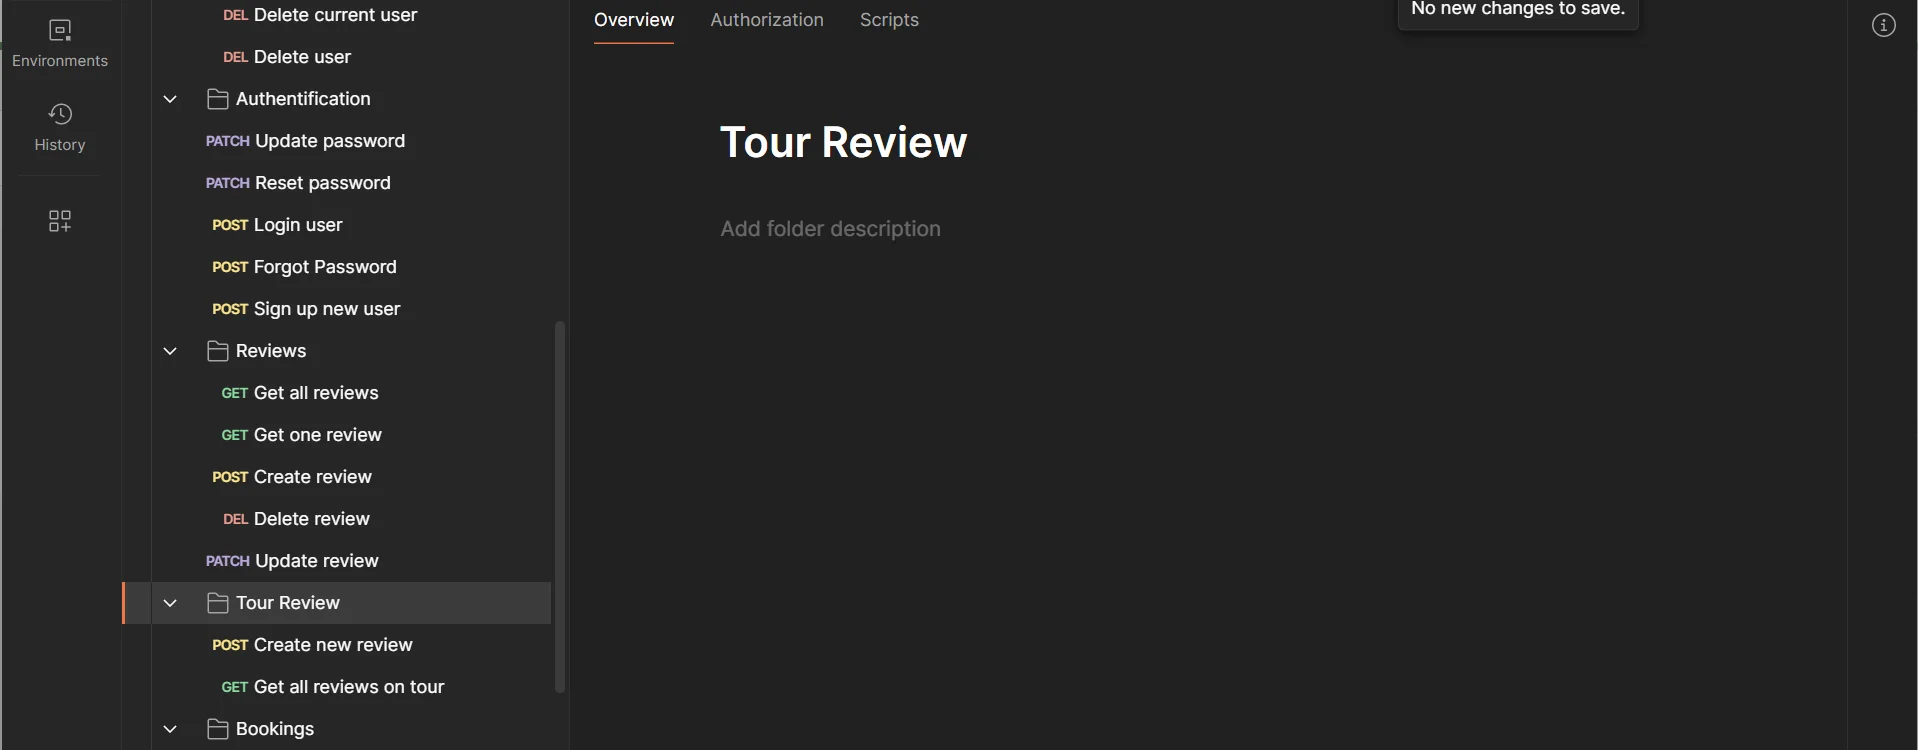 Environments
History
DEL Delete current user
DEL Delete user
Authentification
PATCH Update password
PATCH Reset password
POST Login user
POST Forgot Password
POST Sign up new user
Reviews
GET Get all reviews
GET Get one review
POST Create review
DEL Delete review
PATCH Update review
Tour Review
POST Create new review
GET Get all reviews on tour
Bookings
Overview Authorization Scripts
No new changes to save.
Tour Review
Add folder description